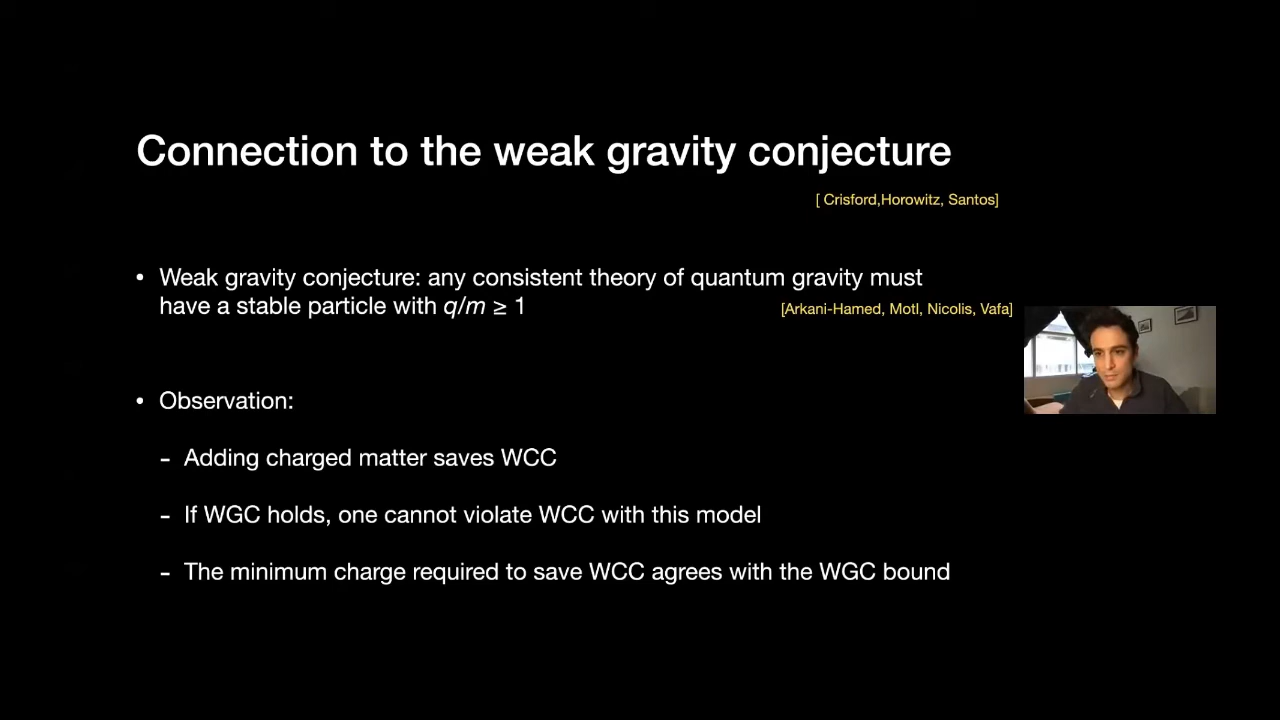 Connection to the weak gravity conjecture
[ Crisford,Horowitz, Santos]
• Weak gravity conjecture: any consistent theory of quantum gravity must
have a stable particle with q/m ≥ 1
[Arkani-Hamed, Motl, Nicolis, Vafa]
• Observation:
- Adding charged matter saves WCC
- If WGC holds, one cannot violate WCC with this model
- The minimum charge required to save WCC agrees with the WGC bound